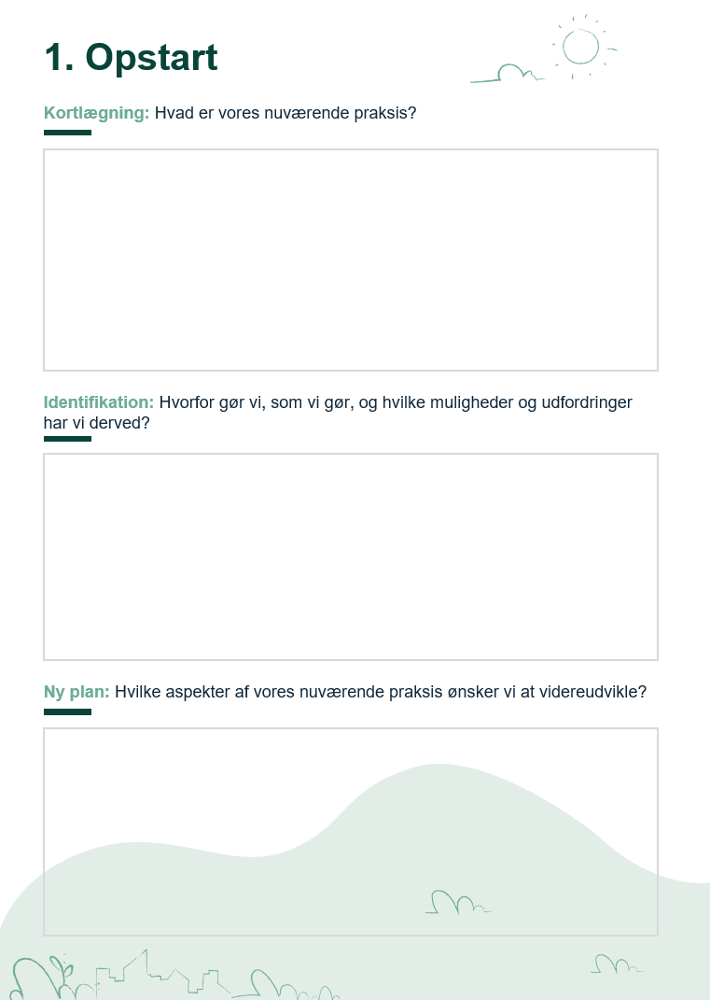 1. Opstart
Kortlægning: Hvad er vores nuværende praksis?
Identifikation: Hvorfor gør vi, som vi gør, og hvilke muligheder og udfordringer
har vi derved?
Ny plan: Hvilke aspekter af vores nuværende praksis ønsker vi at videreudvikle?